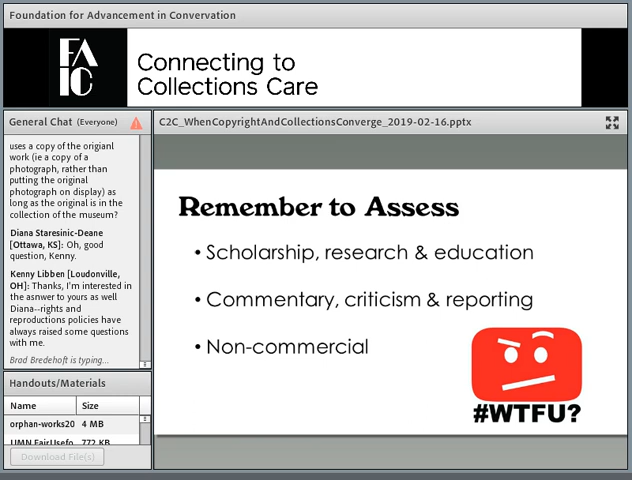 Foundation for Advancement in Convervation
FA
IC
Connecting to
Collections Care
General Chat (Everyone)
uses a copy of the origianl
work (ie a copy of a
photograph, rather than
putting the original
photograph on display) as
long as the original is in the
collection of the museum?
Diana Staresinic-Deane
[Ottawa, KS]: Oh, good
question, Kenny.
Kenny Libben [Loudonville,
OH]: Thanks, I'm interested in
the asnwer to yours as well
Diana--rights and
reproductions policies have
always raised some questions
with me.
Brad Bredehoft is typing...
Handouts/Materials
Name Size
orphan-works20 4 MB
UMN FairUsefo 772 KB
Download File(s)
C2C_WhenCopyrightAndCollectionsConverge_2019-02-16.pptx
Remember to Assess
• Scholarship, research & education
• Commentary, criticism & reporting
• Non-commercial
#WTFU?